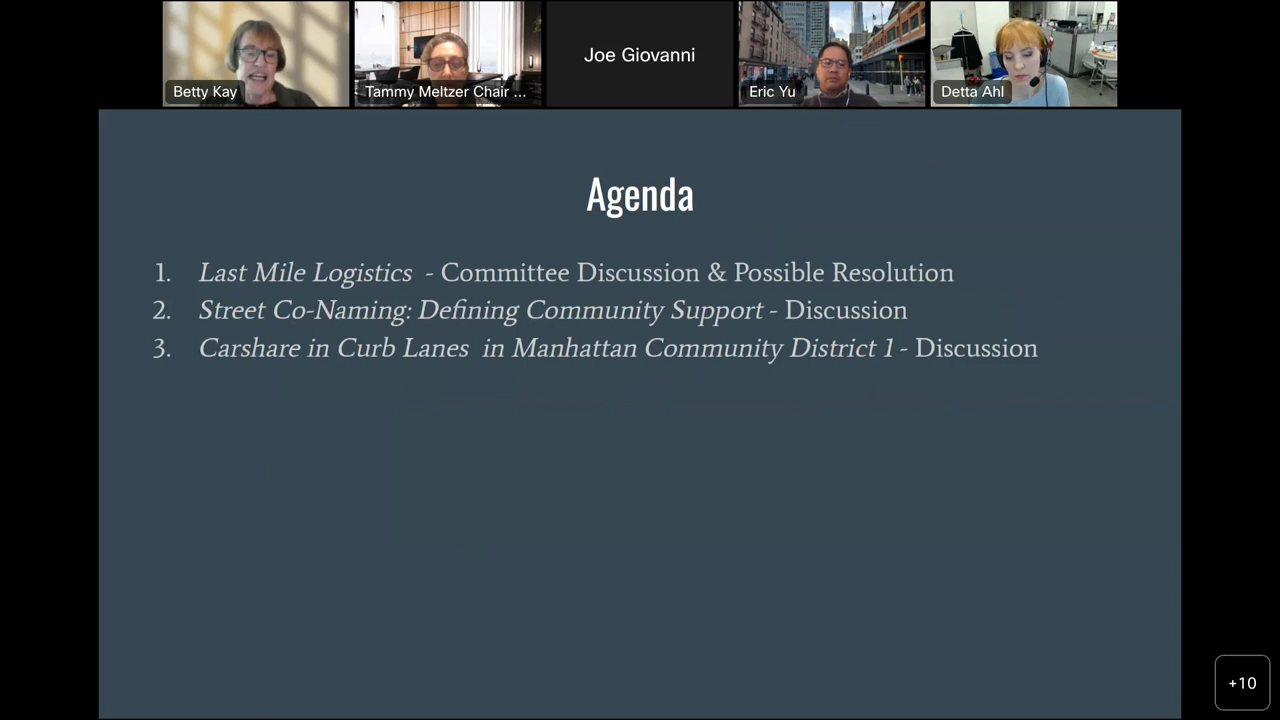 Betty Kay
Tammy Meltzer Chair ...
Joe Giovanni
Eric Yu
Detta Ahl
Agenda
1. Last Mile Logistics - Committee Discussion & Possible Resolution
2. Street Co-Naming: Defining Community Support - Discussion
3. Carshare in Curb Lanes in Manhattan Community District 1 - Discussion
+10